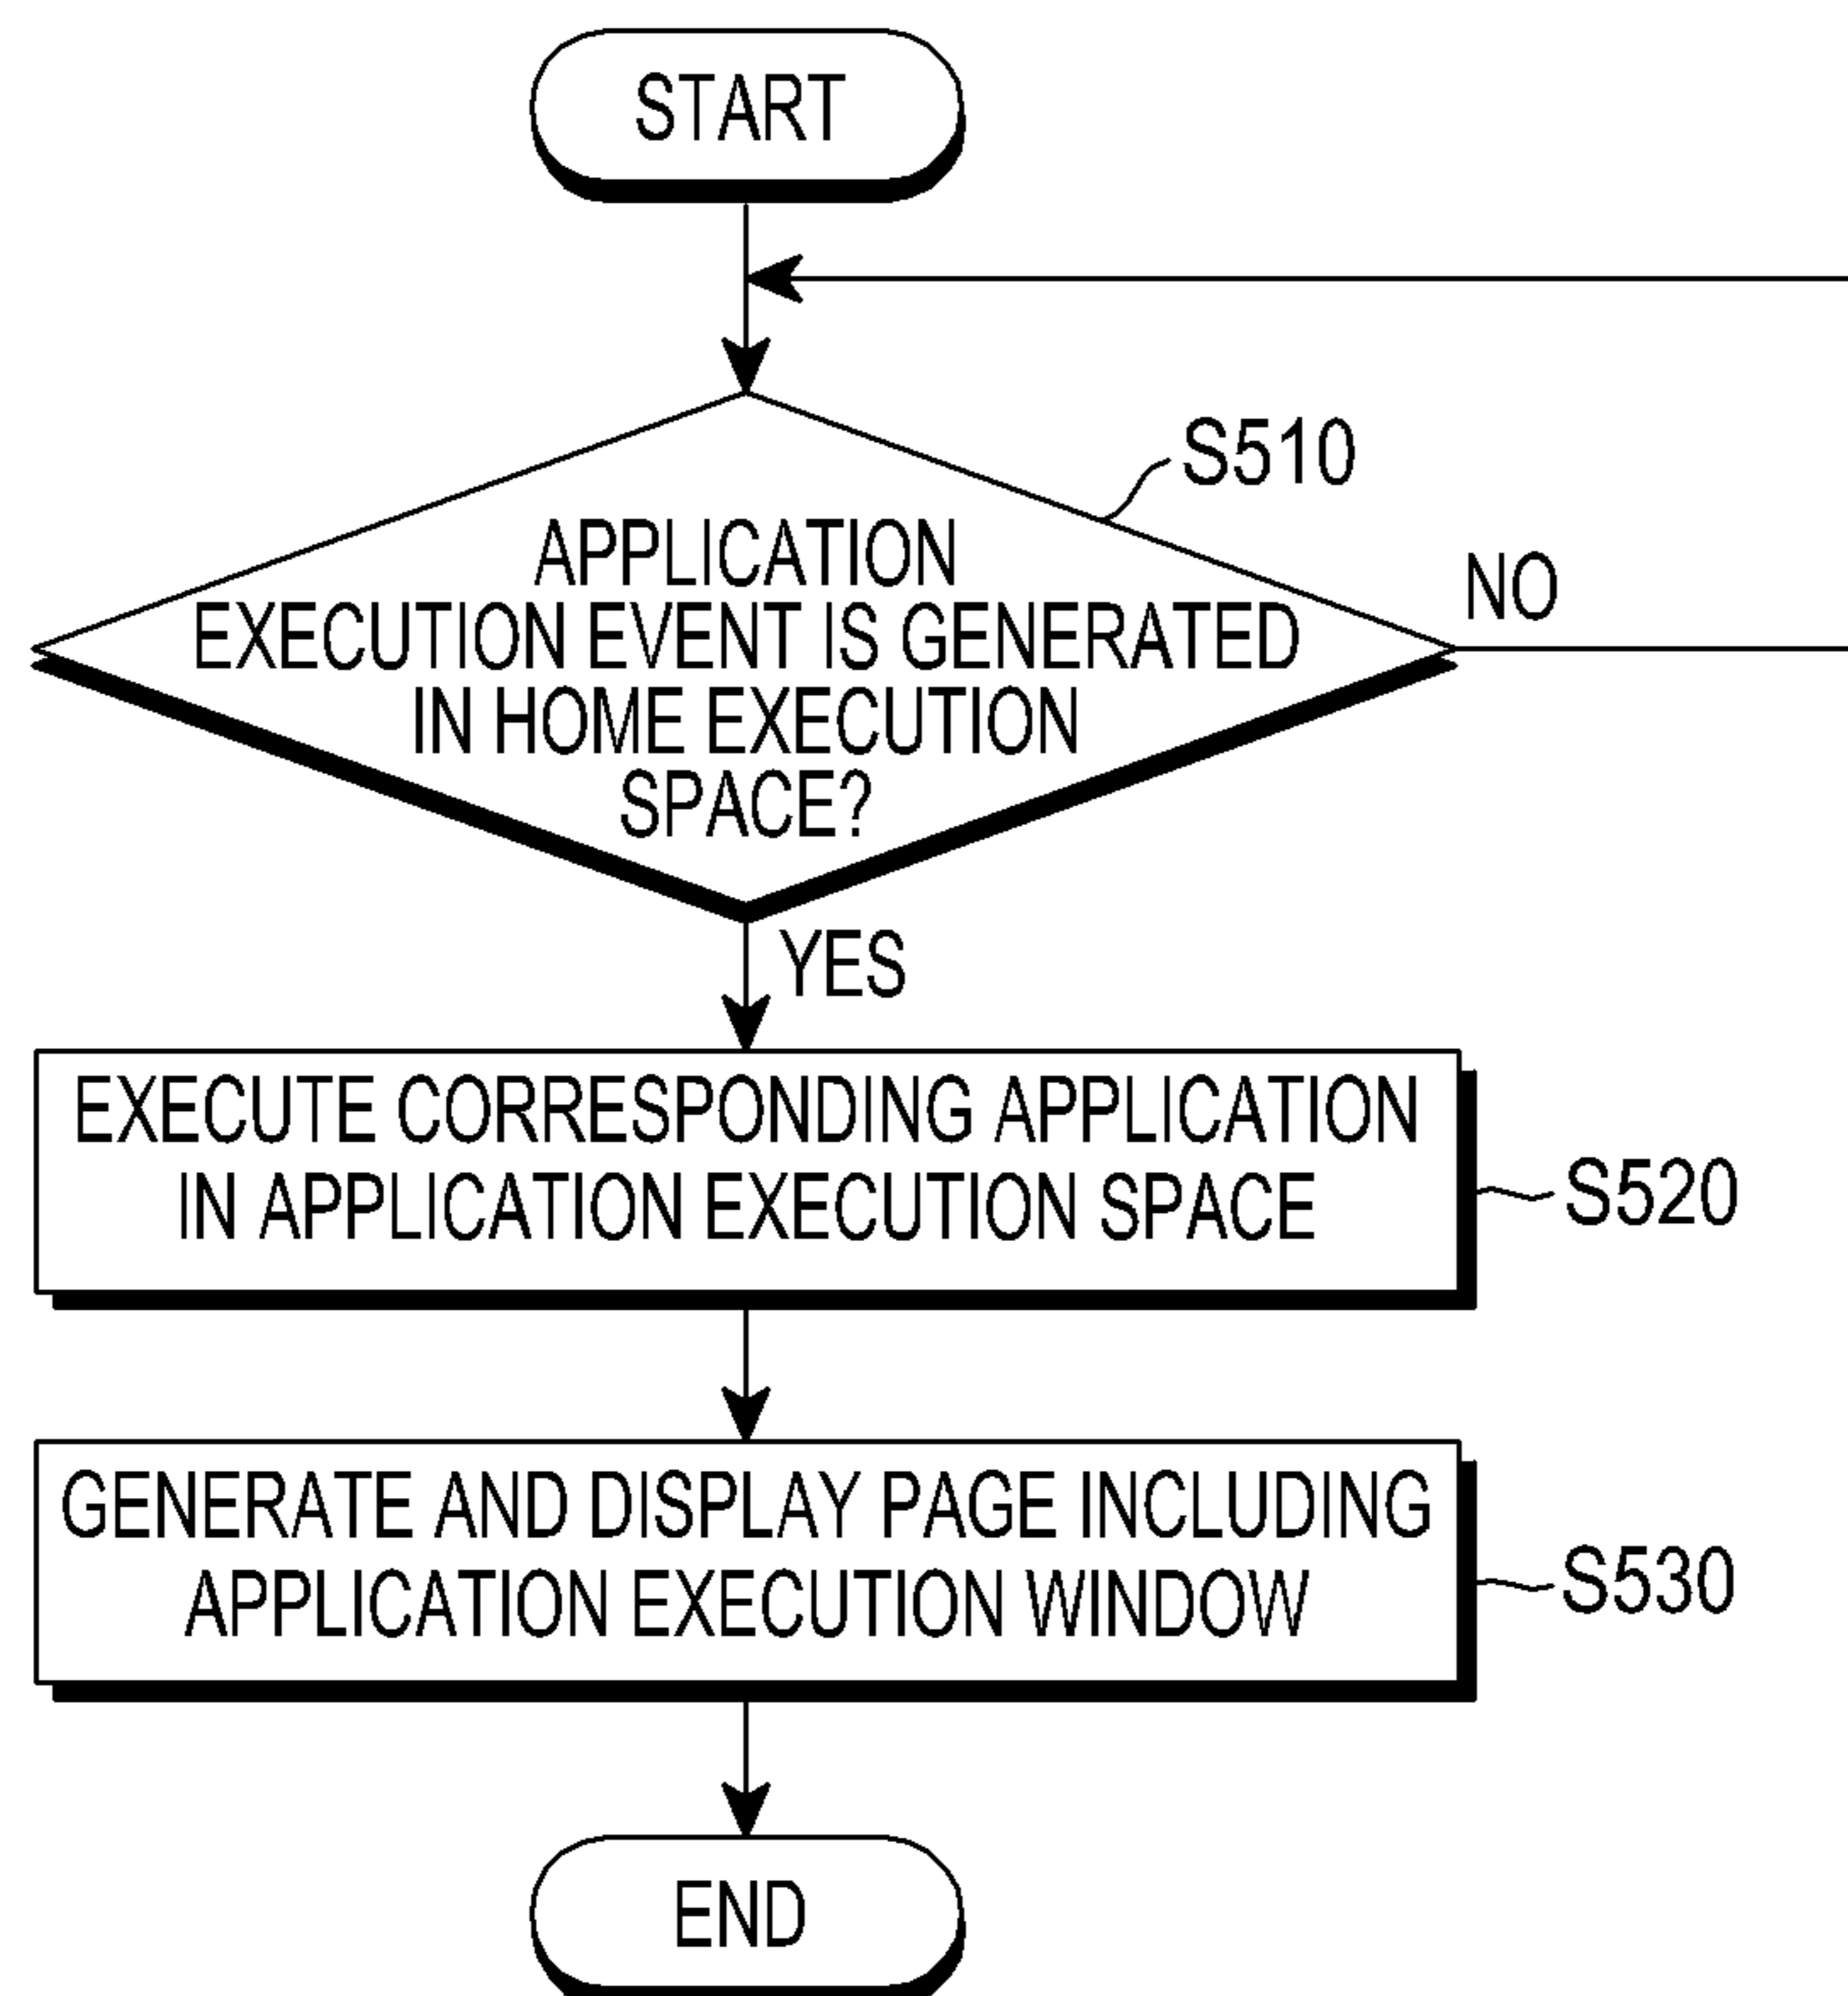 START
S510
APPLICATION
EXECUTION EVENT IS GENERATED
IN HOME EXECUTION
SPACE?
NO
YES
EXECUTE CORRESPONDING APPLICATION
IN APPLICATION EXECUTION SPACE
S520
GENERATE AND DISPLAY PAGE INCLUDING
APPLICATION EXECUTION WINDOW
S530
END